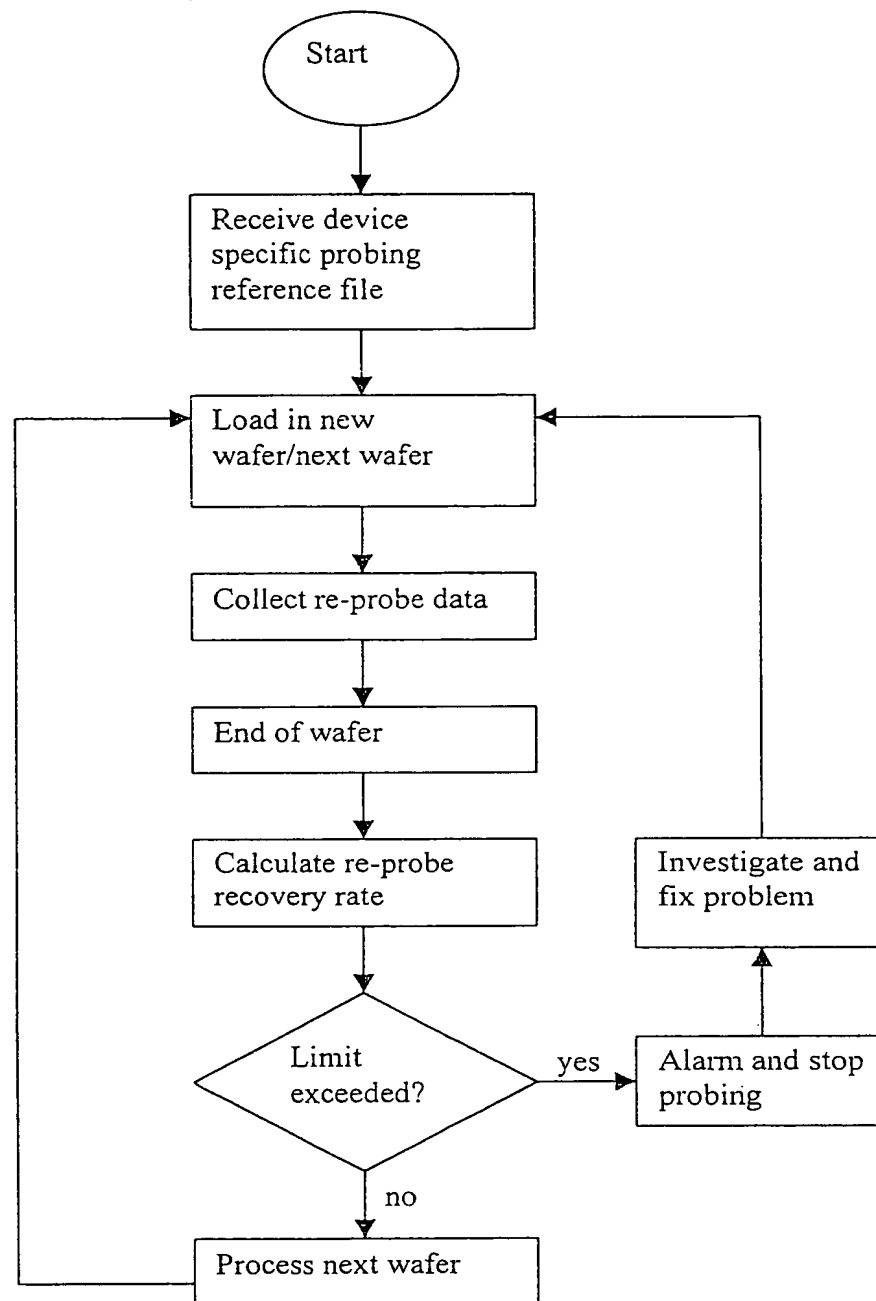 Start
Receive device
specific probing
reference file
Load in new
wafer/next wafer
Collect re-probe data
End of wafer
Calculate re-probe
recovery rate
Investigate and
fix problem
Limit
exceeded?
yes
Alarm and stop
probing
no
Process next wafer